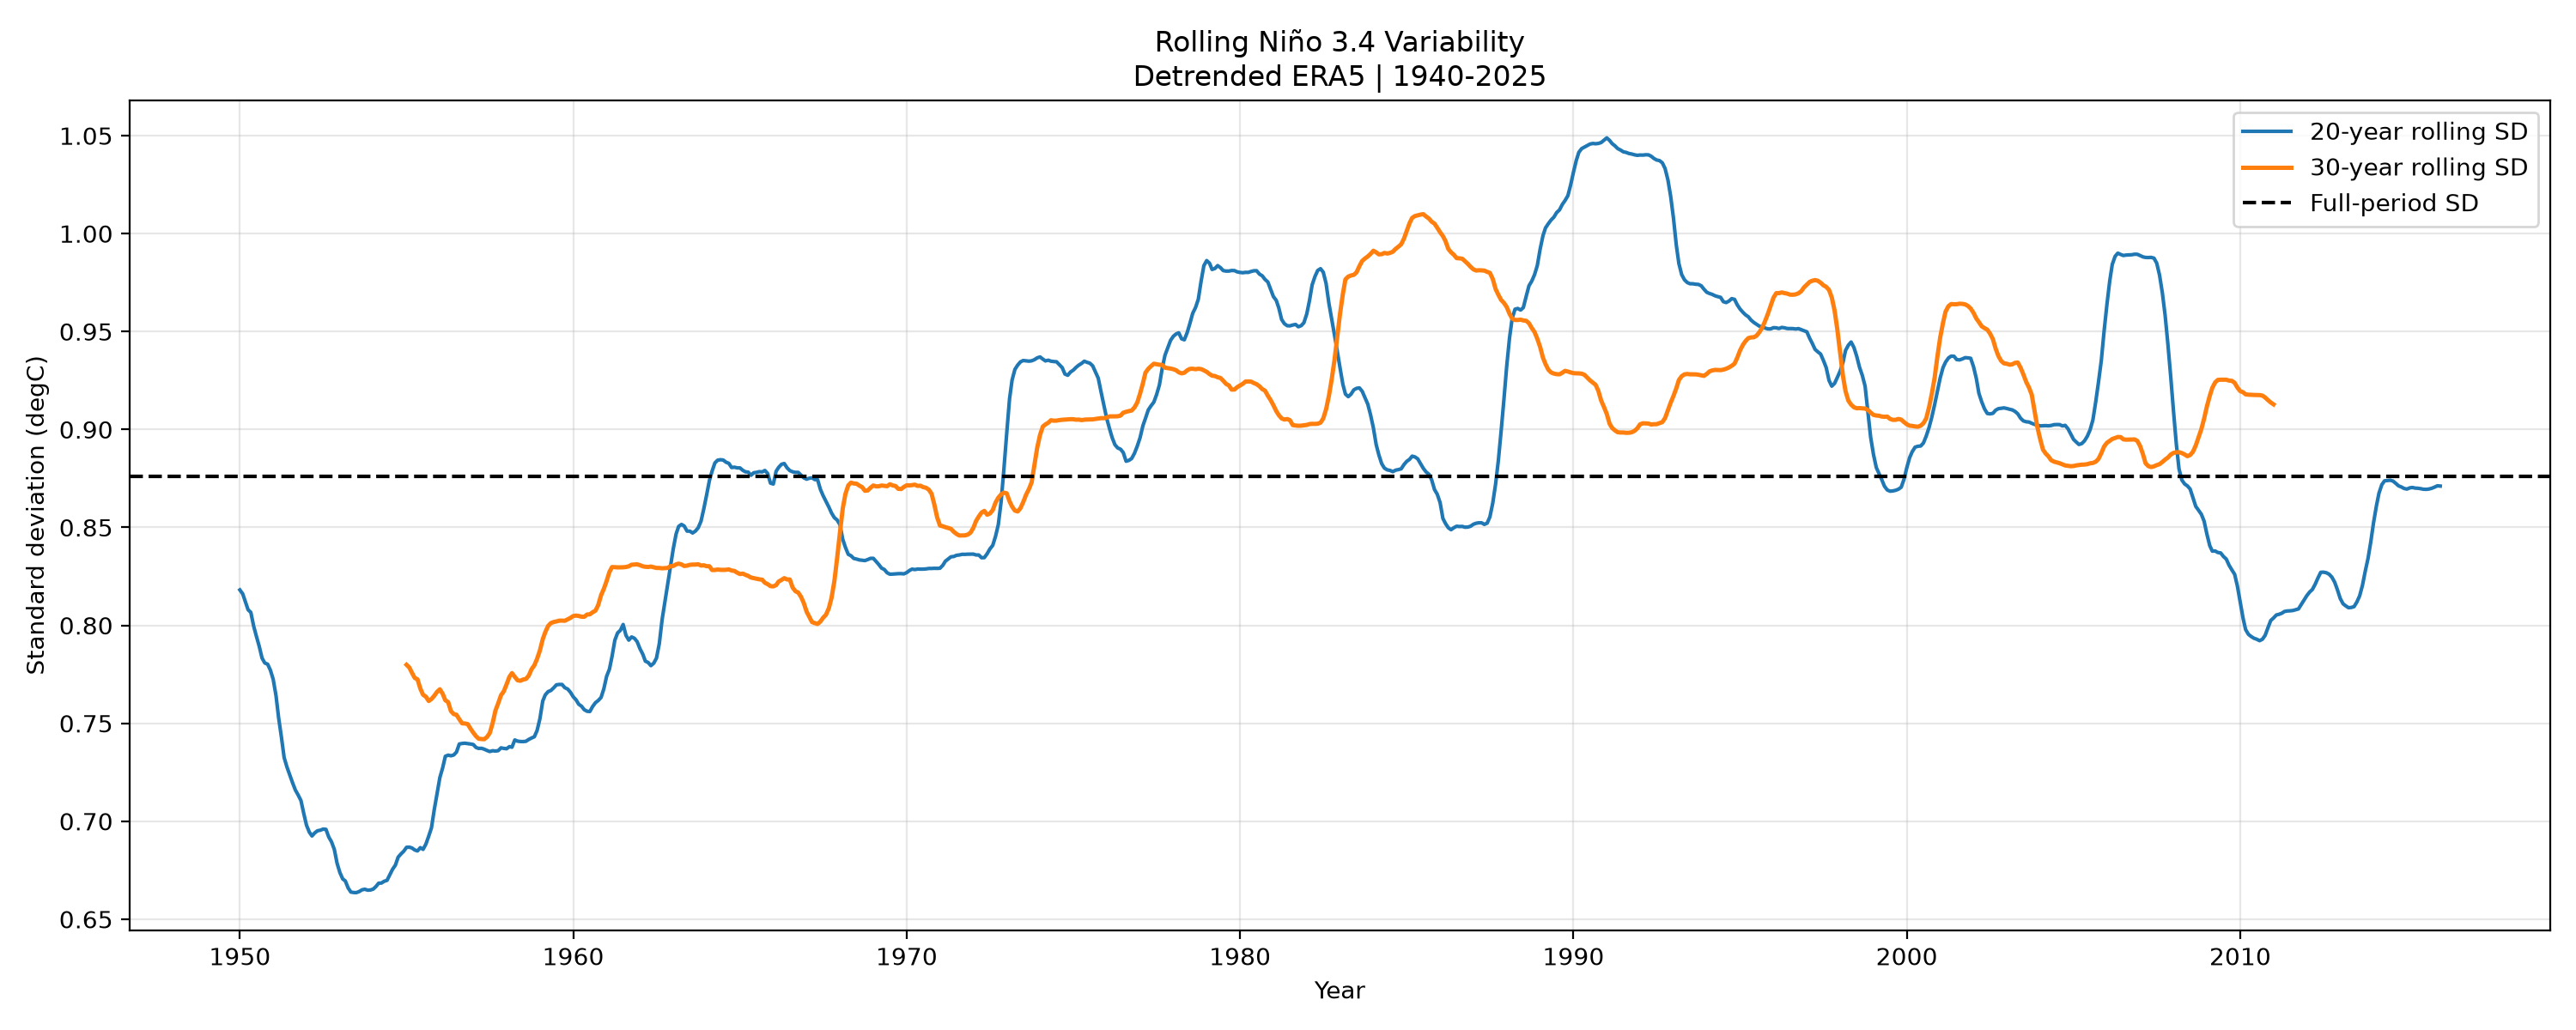 Rolling Niño 3.4 Variability
Detrended ERA5 | 1940-2025
20-year rolling SD
30-year rolling SD
Full-period SD
Standard deviation (degC)
1.05
1.00
0.95
0.90
0.85
0.80
0.75
0.70
0.65
1950
1960
1970
1980
1990
2000
2010
Year